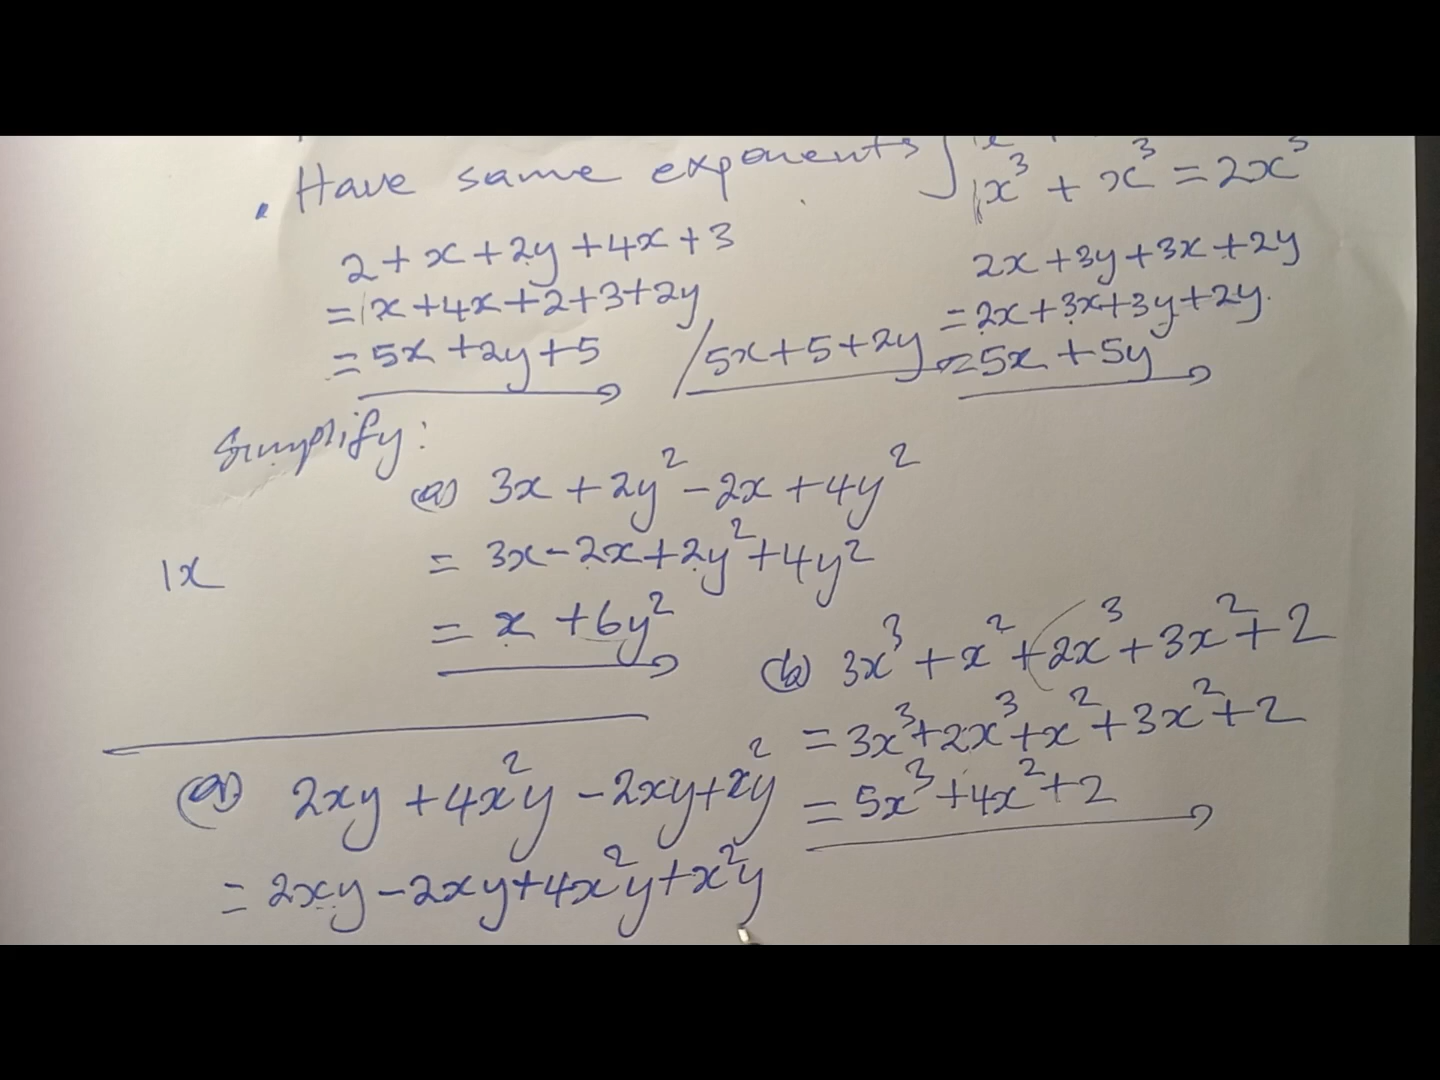 . Have same exponents
x³ + x³ = 2x³
2 + x + 2y + 4x + 3
= x + 4x + 2 + 3 + 2y
= 5x + 2y + 5 / 5x + 5 + 2y
2x + 3y + 3x + 2y
= 2x + 3x + 3y + 2y
= 5x + 5y
Simplify:
(a) 3x + 2y² - 2x + 4y²
= 3x - 2x + 2y² + 4y²
= x + 6y²
1x
(b) 3x³ + x² + 2x³ + 3x² + 2
= 3x³ + 2x³ + x² + 3x² + 2
= 5x³ + 4x² + 2
(a) 2xy + 4x²y - 2xy + x²y
= 2xy - 2xy + 4x²y + x²y